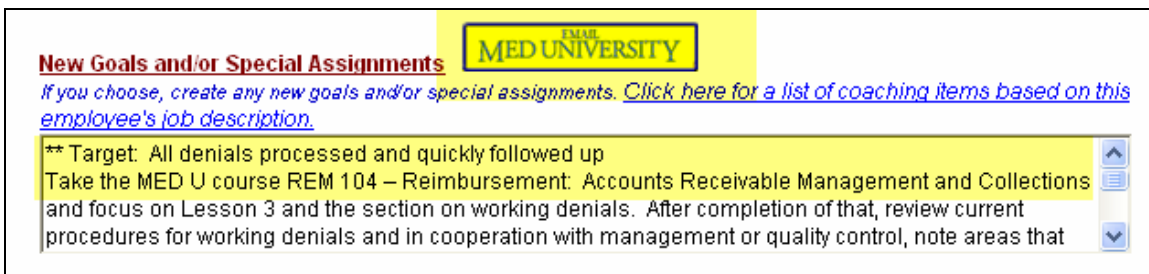 EMAIL
MED UNIVERSITY
New Goals and/or Special Assignments
If you choose, create any new goals and/or special assignments. Click here for a list of coaching items based on this
employee's job description.
** Target:  All denials processed and quickly followed up
Take the MED U course REM 104 – Reimbursement:  Accounts Receivable Management and Collections
and focus on Lesson 3 and the section on working denials.  After completion of that, review current
procedures for working denials and in cooperation with management or quality control, note areas that